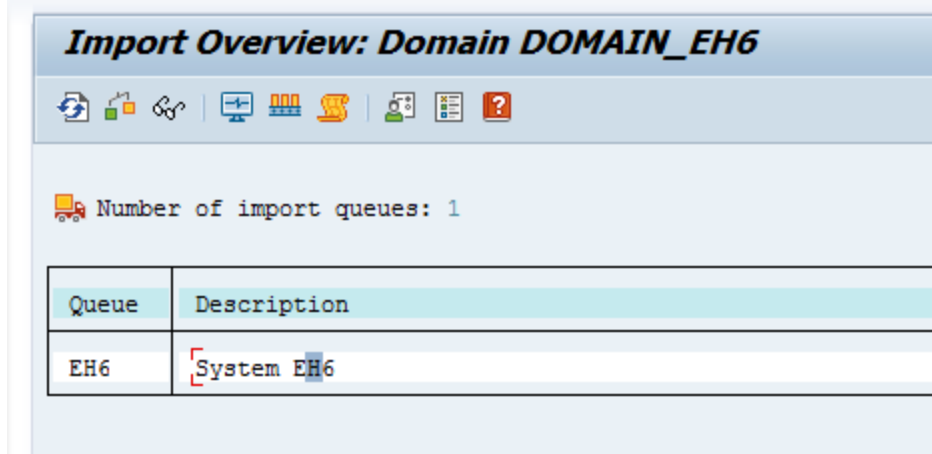 Import Overview: Domain DOMAIN_EH6
Number of import queues: 1
Queue Description
EH6 System EH6